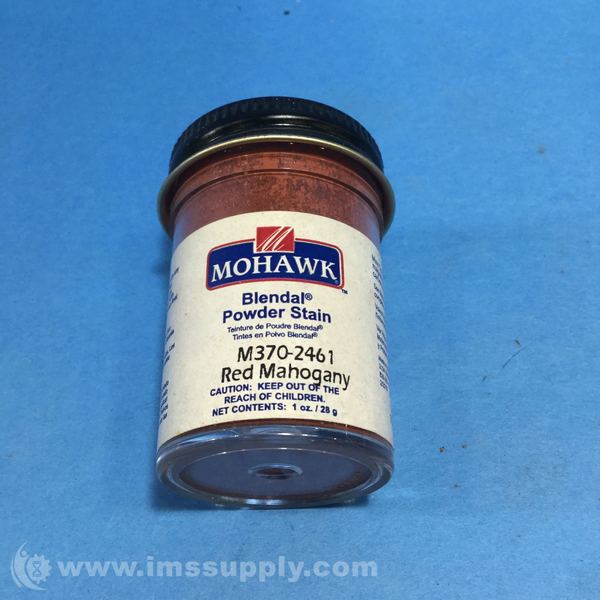 MOHAWK™
Blendal®
Powder Stain
Teinture de Poudre Blendal®
Tintes en Polvo Blendal®
M370-2461
Red Mahogany
CAUTION: KEEP OUT OF THE
REACH OF CHILDREN.
NET CONTENTS: 1 oz. / 28 g
www.imssupply.com